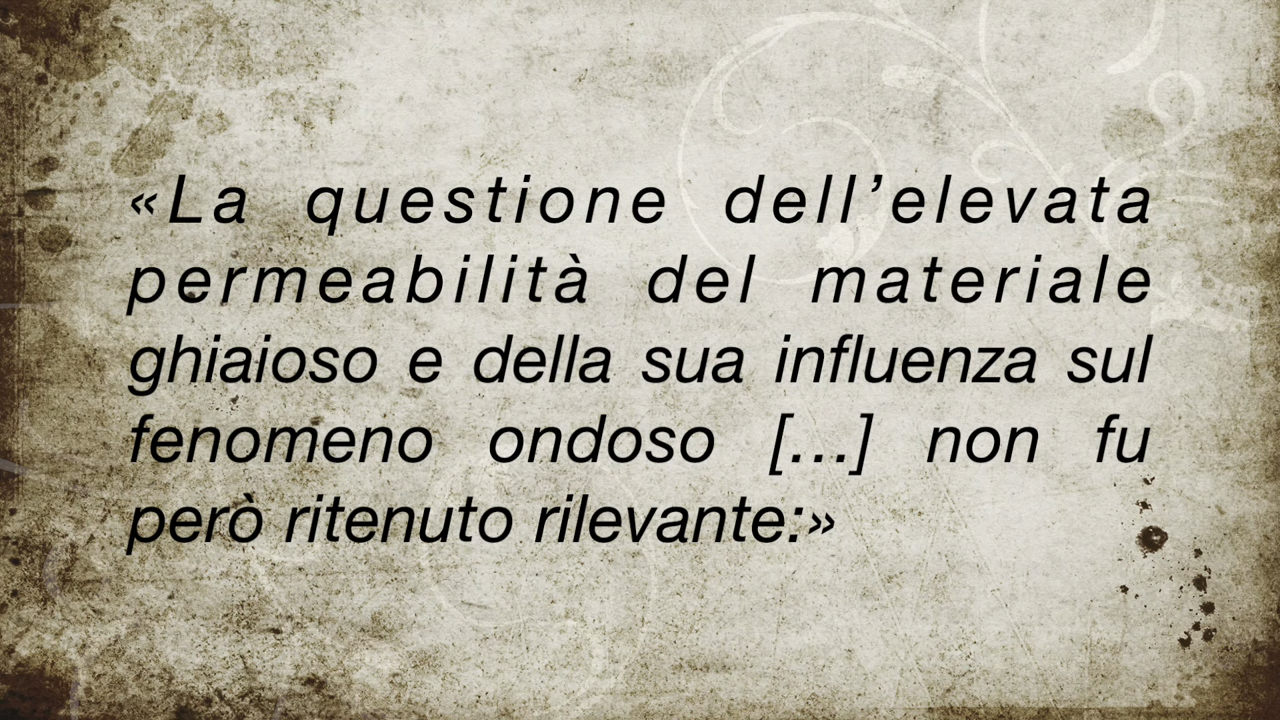 «La questione dell’elevata
permeabilità del materiale
ghiaioso e della sua influenza sul
fenomeno ondoso [...] non fu
però ritenuto rilevante:»